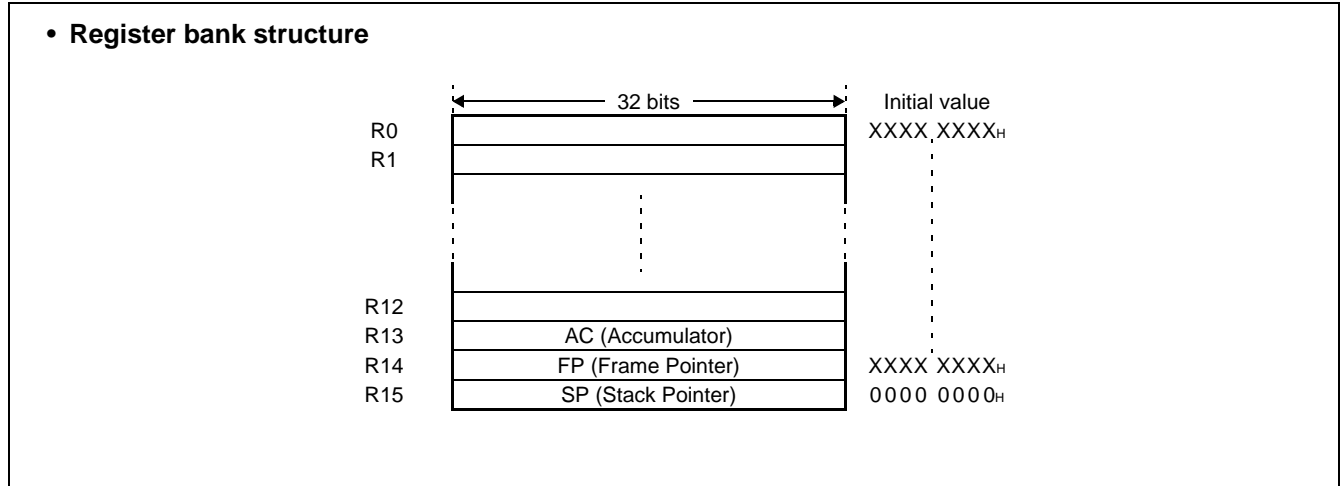 • Register bank structure
32 bits Initial value
R0 XXXX XXXXH
R1
R12
R13 AC (Accumulator)
R14 FP (Frame Pointer) XXXX XXXXH
R15 SP (Stack Pointer) 0000 0000H